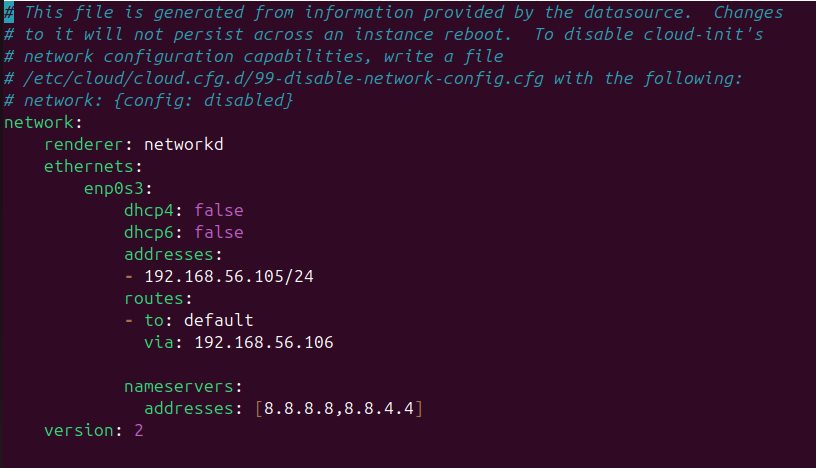 # This file is generated from information provided by the datasource.  Changes
# to it will not persist across an instance reboot.  To disable cloud-init's
# network configuration capabilities, write a file
# /etc/cloud/cloud.cfg.d/99-disable-network-config.cfg with the following:
# network: {config: disabled}
network:
    renderer: networkd
    ethernets:
        enp0s3:
            dhcp4: false
            dhcp6: false
            addresses:
            - 192.168.56.105/24
            routes:
            - to: default
              via: 192.168.56.106
            nameservers:
              addresses: [8.8.8.8,8.8.4.4]
    version: 2